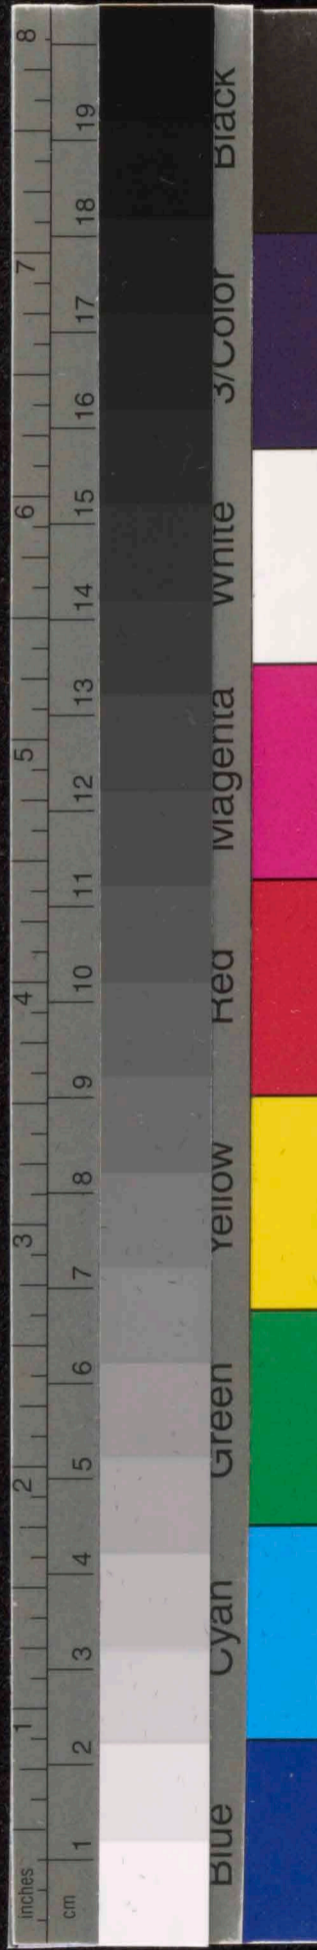 inches 1 2 3 4 5 6 7 8
cm 1 2 3 4 5 6 7 8 9 10 11 12 13 14 15 16 17 18 19
Blue Cyan Green Yellow Red Magenta White 3/Color Black